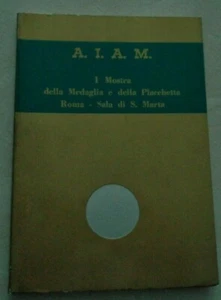 A. I. A. M.
I Mostra
della Medaglia e della Placchetta
Roma - Sala di S. Marta